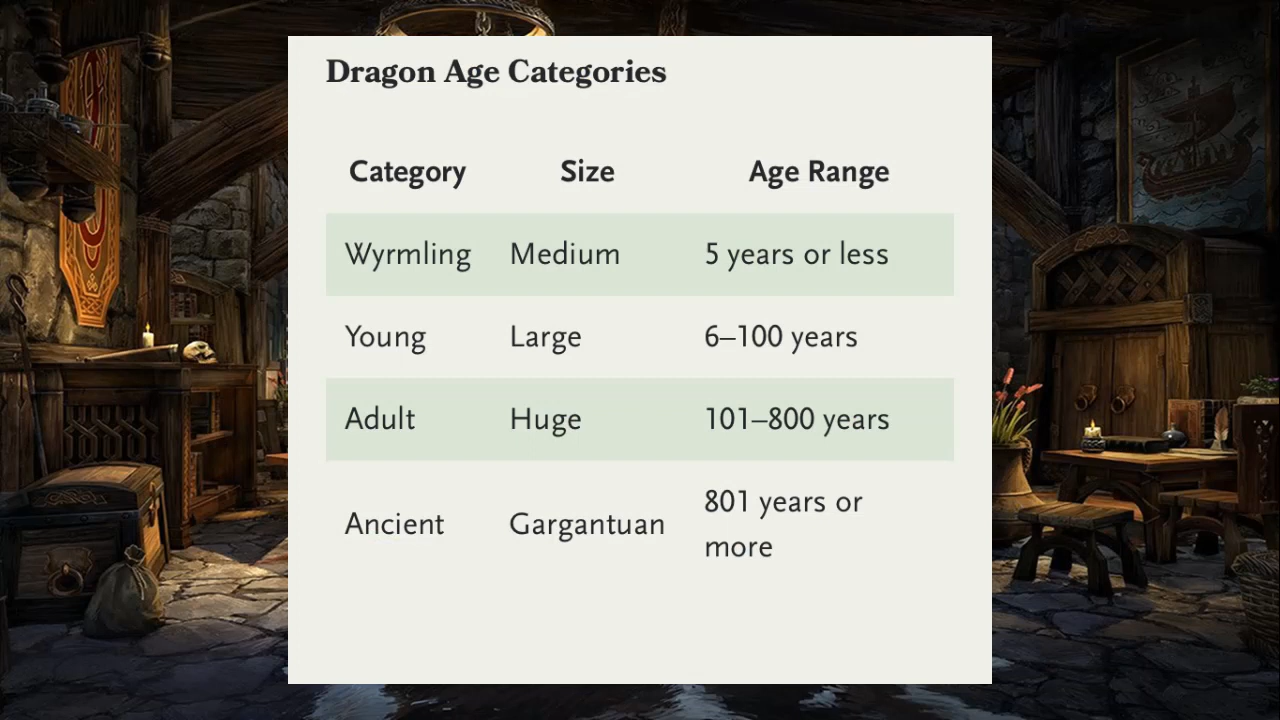 Dragon Age Categories
Category Size Age Range
Wyrmling Medium 5 years or less
Young Large 6–100 years
Adult Huge 101–800 years
Ancient Gargantuan 801 years or
more